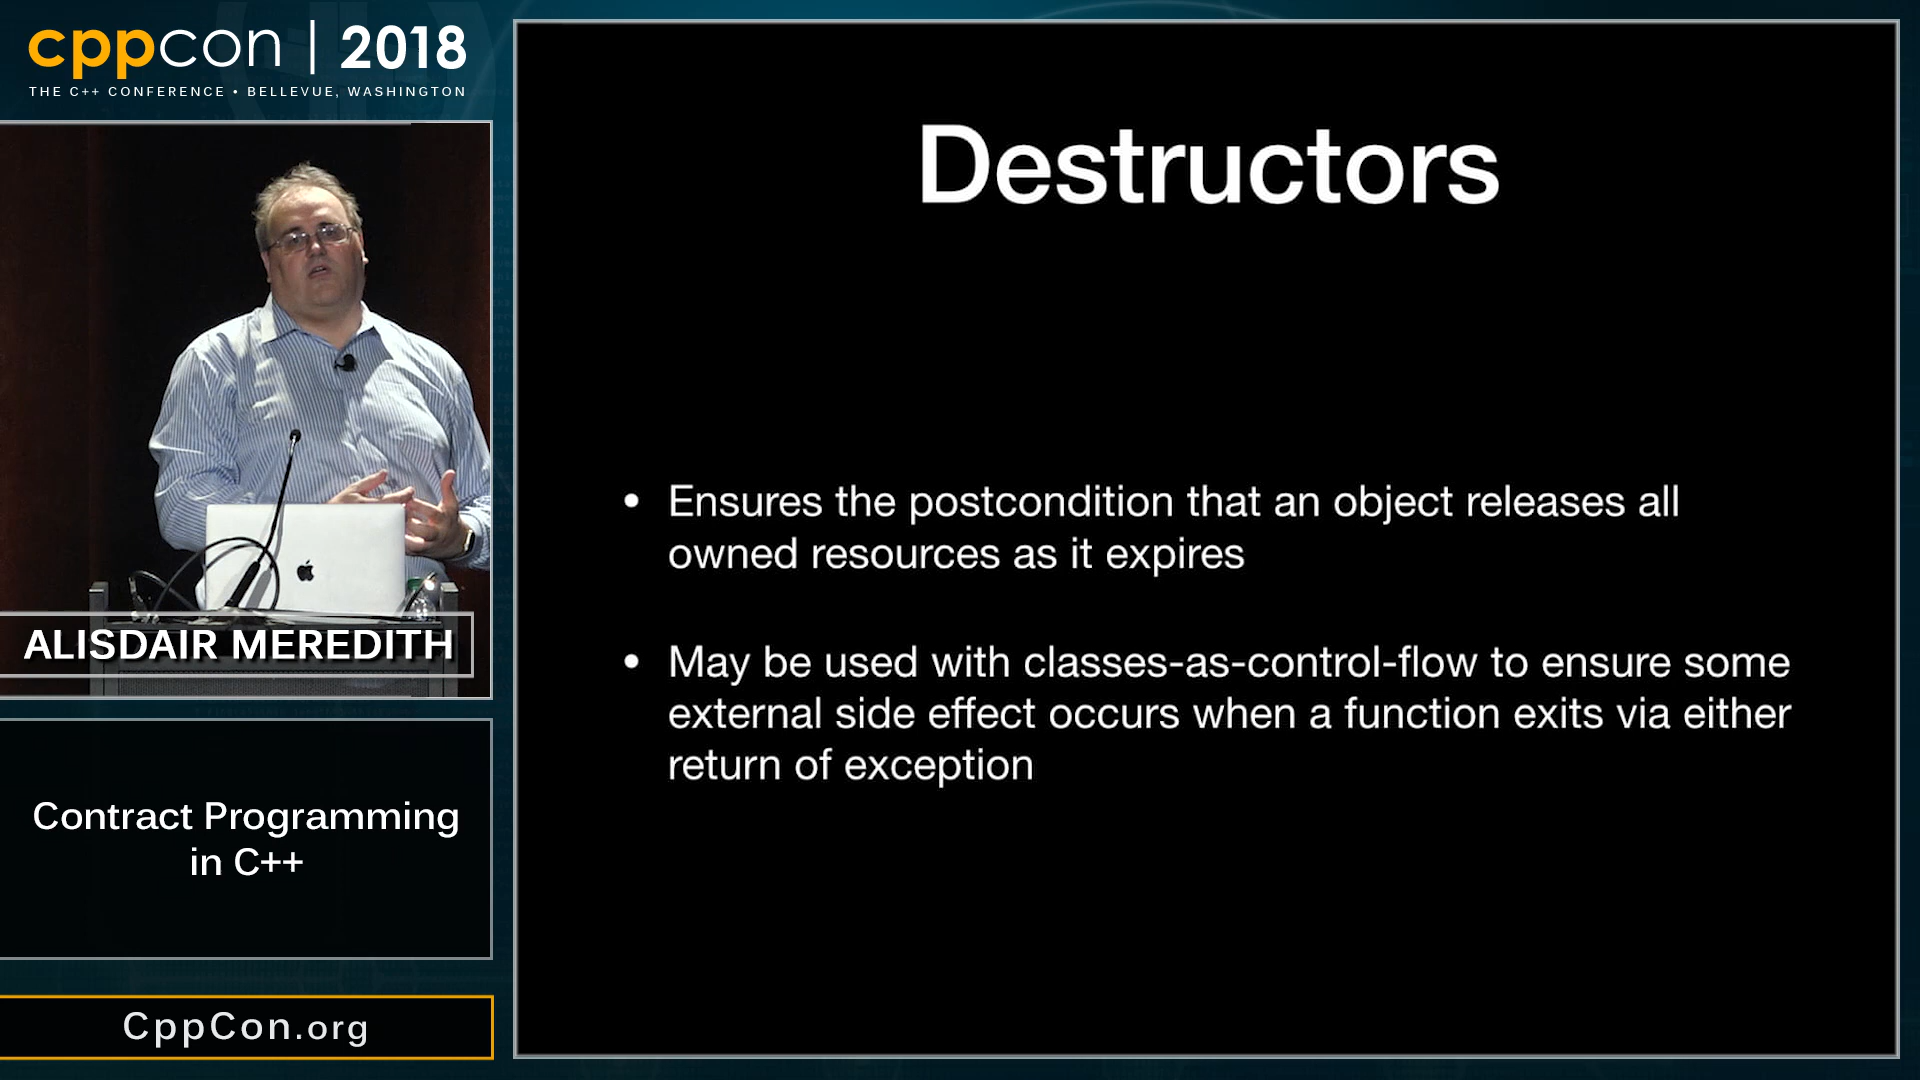 cppcon | 2018
THE C++ CONFERENCE • BELLEVUE, WASHINGTON
ALISDAIR MEREDITH
Contract Programming
in C++
CppCon.org
Destructors
• Ensures the postcondition that an object releases all
owned resources as it expires
• May be used with classes-as-control-flow to ensure some
external side effect occurs when a function exits via either
return of exception